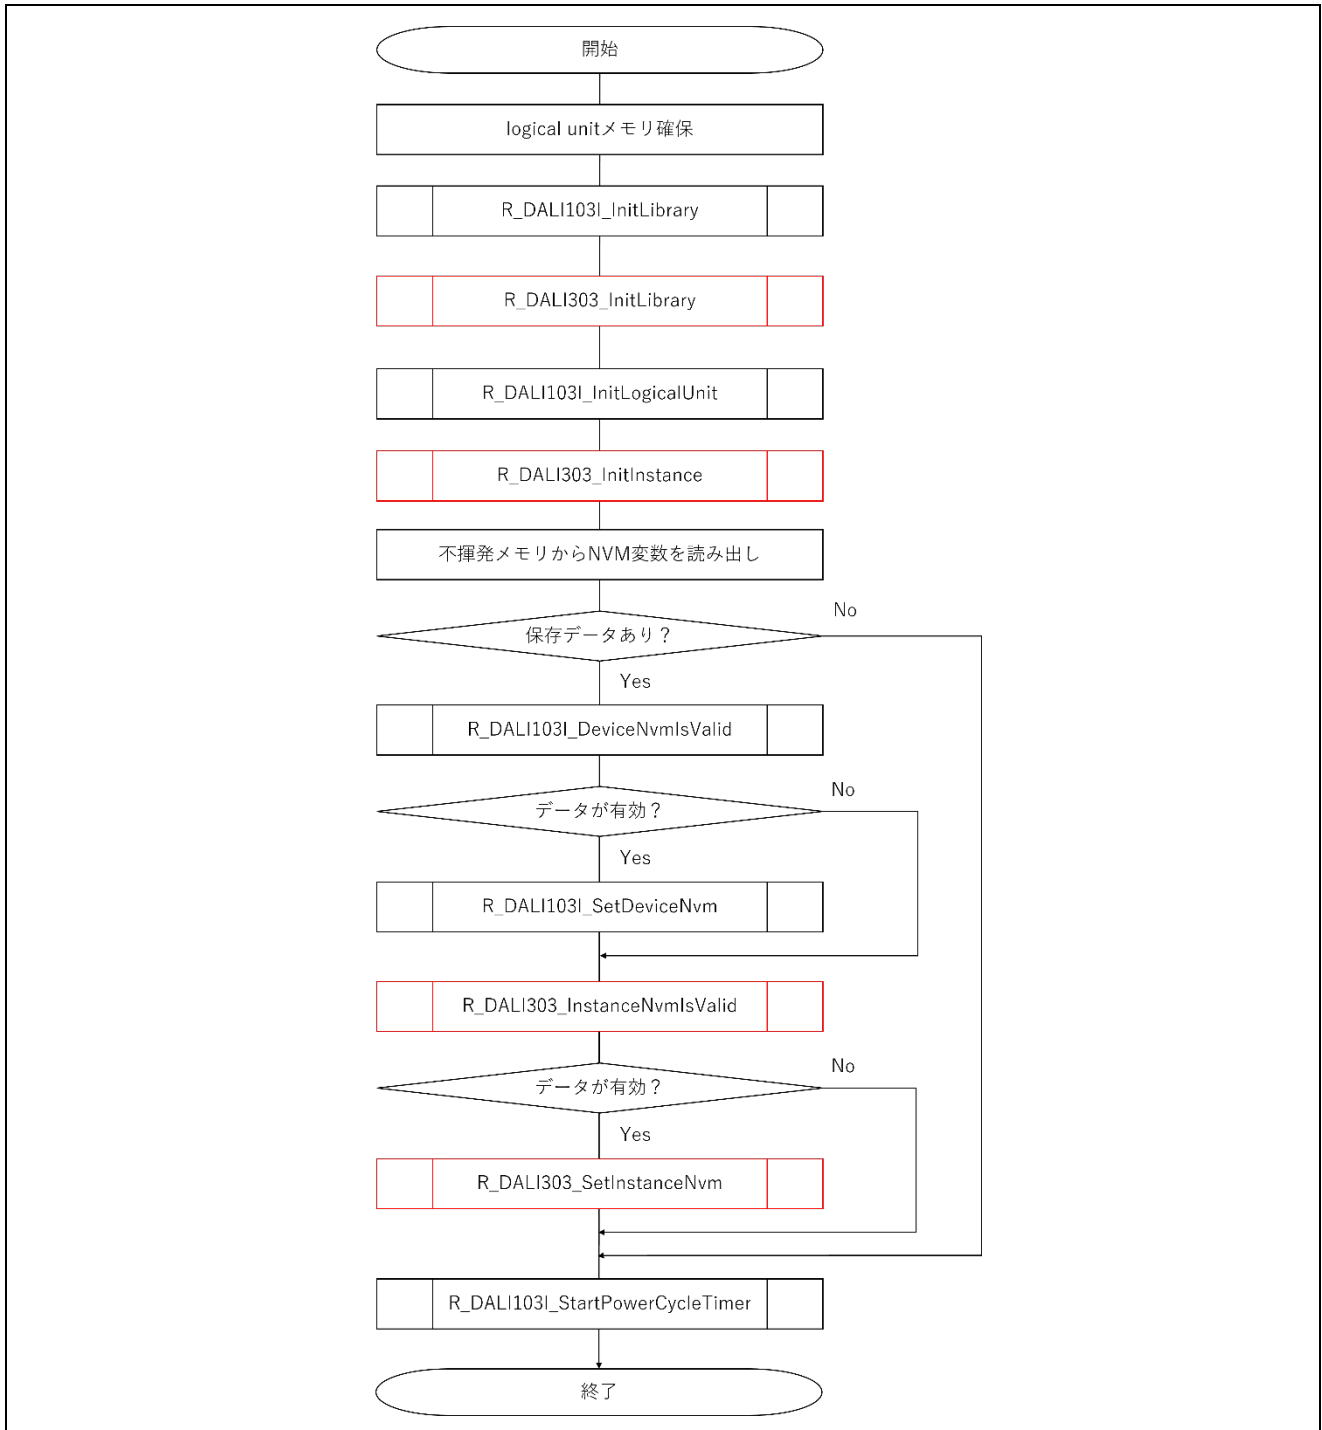 開始
logical unitメモリ確保
R_DALI103I_InitLibrary
R_DALI303_InitLibrary
R_DALI103I_InitLogicalUnit
R_DALI303_InitInstance
不揮発メモリからNVM変数を読み出し
保存データあり？
No
Yes
R_DALI103I_DeviceNvmIsValid
データが有効？
No
Yes
R_DALI103I_SetDeviceNvm
R_DALI303_InstanceNvmIsValid
データが有効？
No
Yes
R_DALI303_SetInstanceNvm
R_DALI103I_StartPowerCycleTimer
終了